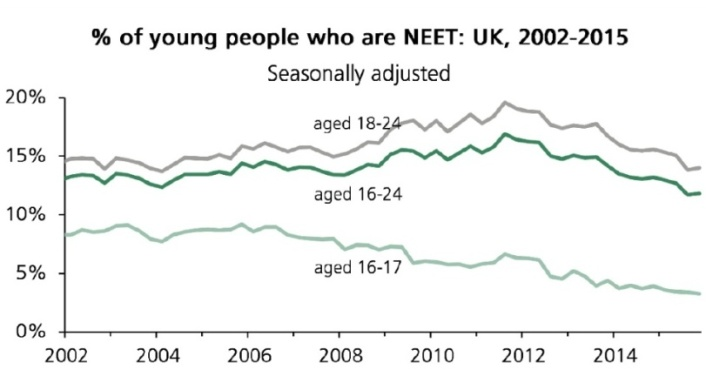 % of young people who are NEET: UK, 2002-2015
Seasonally adjusted
20%
aged 18-24
15%
aged 16-24
10%
aged 16-17
5%
0%
2002 2004 2006 2008 2010 2012 2014